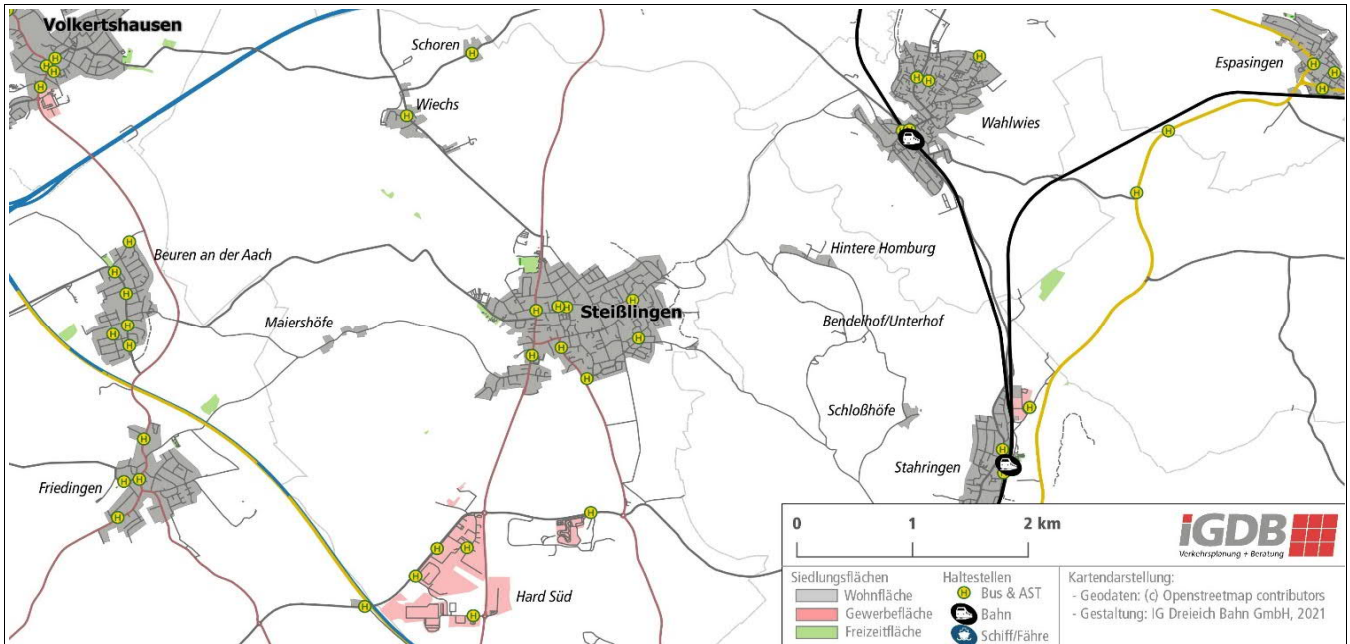 Volkertshausen
Schoren
Espasingen
Wiechs
Wahlwies
Beuren an der Aach
Hintere Homburg
Maiershöfe
Steißlingen
Bendelhof/Unterhof
Schloßhöfe
Stahringen
Friedingen
Hard Süd
0 1 2 km
iGDB
Verkehrsplanung + Beratung
Siedlungsflächen
Wohnfläche
Gewerbefläche
Freizeitfläche
Haltestellen
H Bus & AST
Bahn
Schiff/Fähre
Kartendarstellung:
- Geodaten: (c) Openstreetmap contributors
- Gestaltung: IG Dreieich Bahn GmbH, 2021